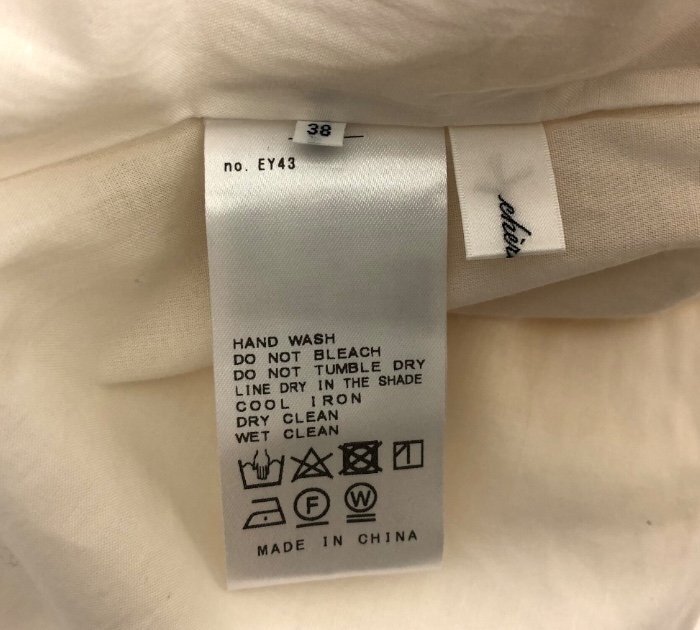 38
no. EY43
HAND WASH
DO NOT BLEACH
DO NOT TUMBLE DRY
LINE DRY IN THE SHADE
COOL IRON
DRY CLEAN
WET CLEAN
F W
MADE IN CHINA